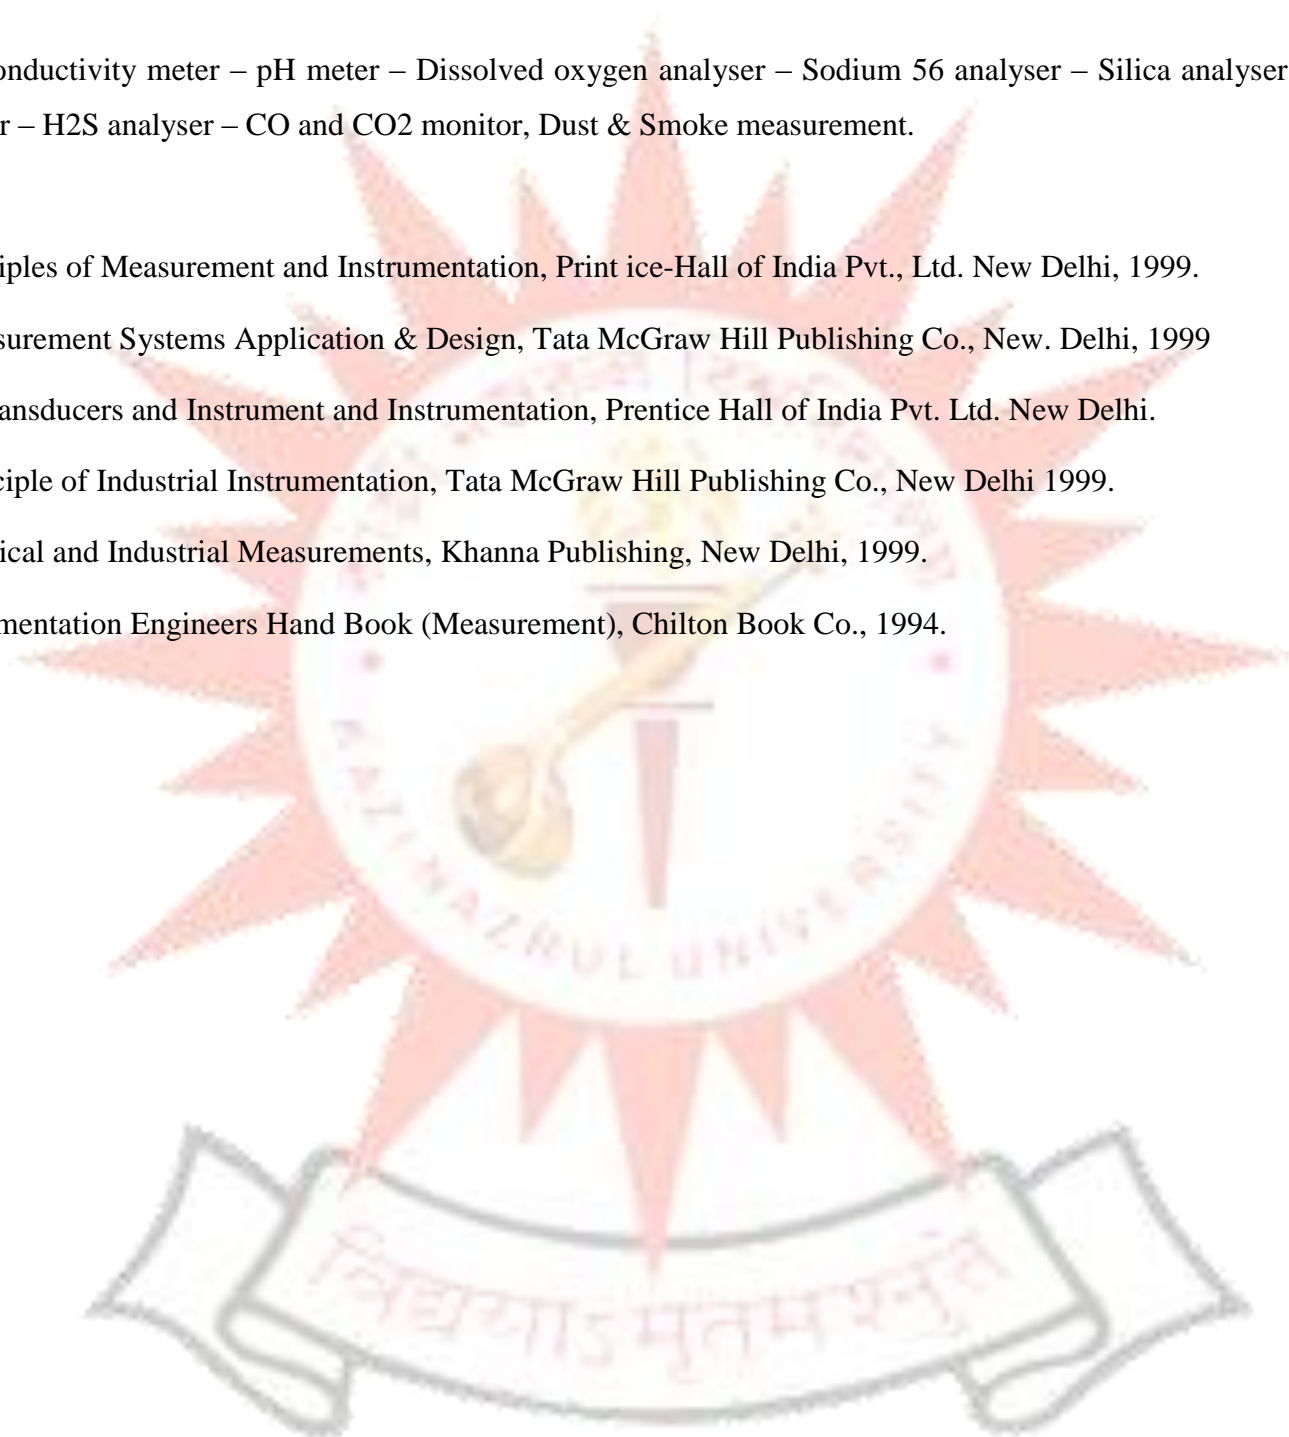 onductivity meter – pH meter – Dissolved oxygen analyser – Sodium 56 analyser – Silica analyser
r – H2S analyser – CO and CO2 monitor, Dust & Smoke measurement.
iples of Measurement and Instrumentation, Print ice-Hall of India Pvt., Ltd. New Delhi, 1999.
surement Systems Application & Design, Tata McGraw Hill Publishing Co., New. Delhi, 1999
ansducers and Instrument and Instrumentation, Prentice Hall of India Pvt. Ltd. New Delhi.
ciple of Industrial Instrumentation, Tata McGraw Hill Publishing Co., New Delhi 1999.
ical and Industrial Measurements, Khanna Publishing, New Delhi, 1999.
mentation Engineers Hand Book (Measurement), Chilton Book Co., 1994.
KAZI NAZRUL UNIVERSITY
विद्ययाऽमृतमश्नुते